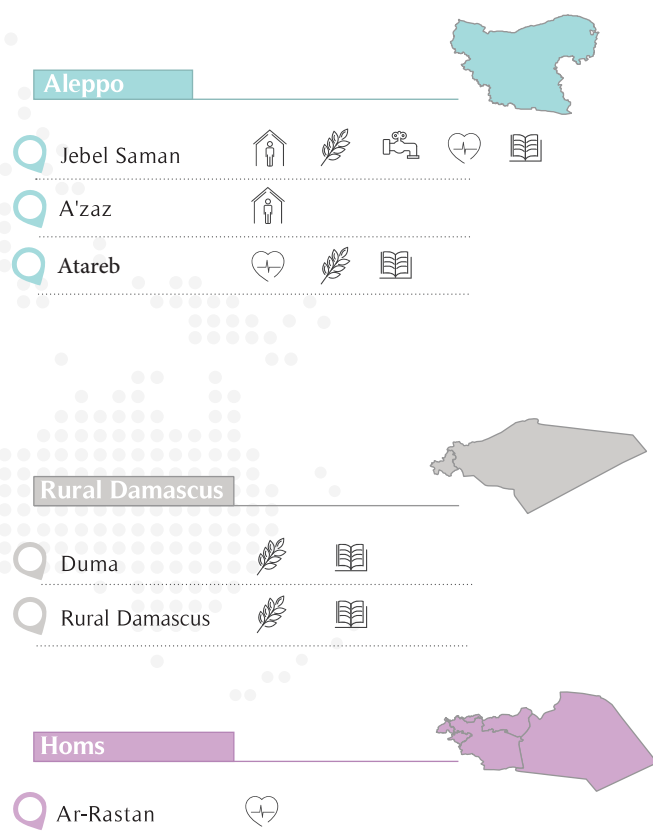 Aleppo
Jebel Saman
A'zaz
Atareb
Rural Damascus
Duma
Rural Damascus
Homs
Ar-Rastan